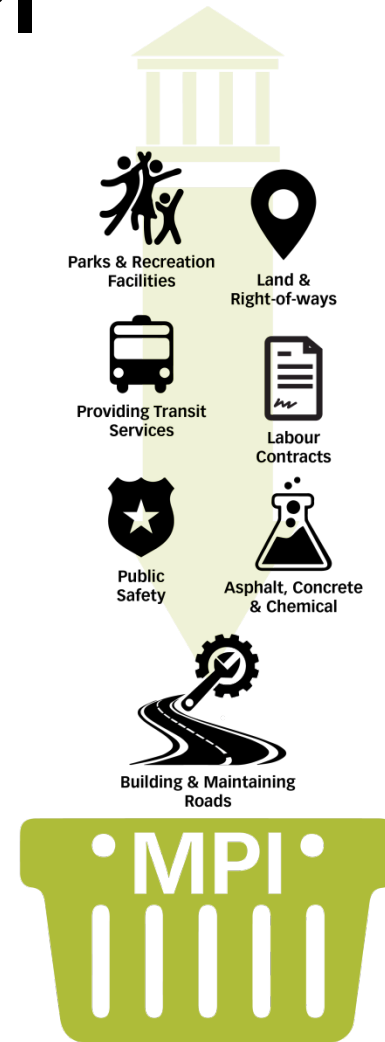 Parks & Recreation
Facilities
Land &
Right-of-ways
Providing Transit
Services
Labour
Contracts
Public
Safety
Asphalt, Concrete
& Chemical
Building & Maintaining
Roads
MPI